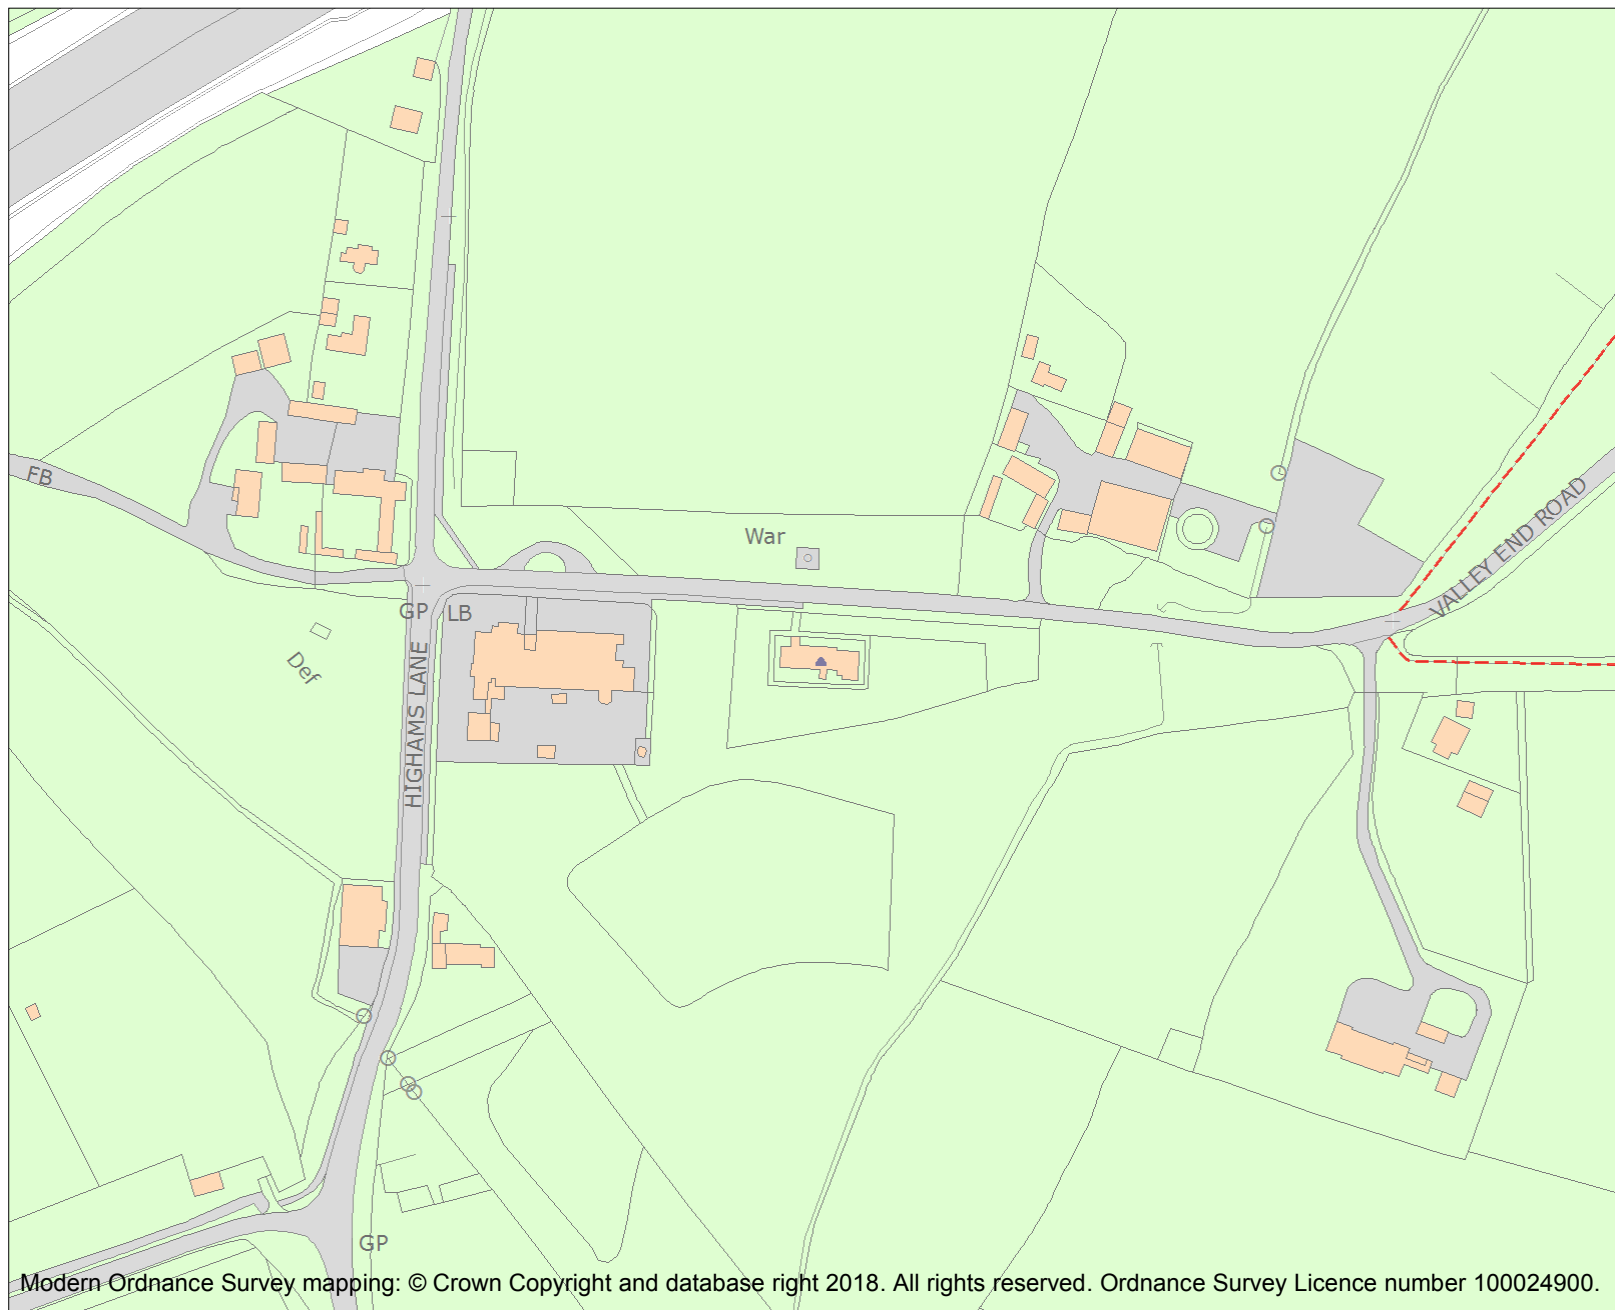 FB
War
VALLEY END ROAD
GP
LB
Def
HIGHAMS LANE
GP
Modern Ordnance Survey mapping: © Crown Copyright and database right 2018. All rights reserved. Ordnance Survey Licence number 100024900.